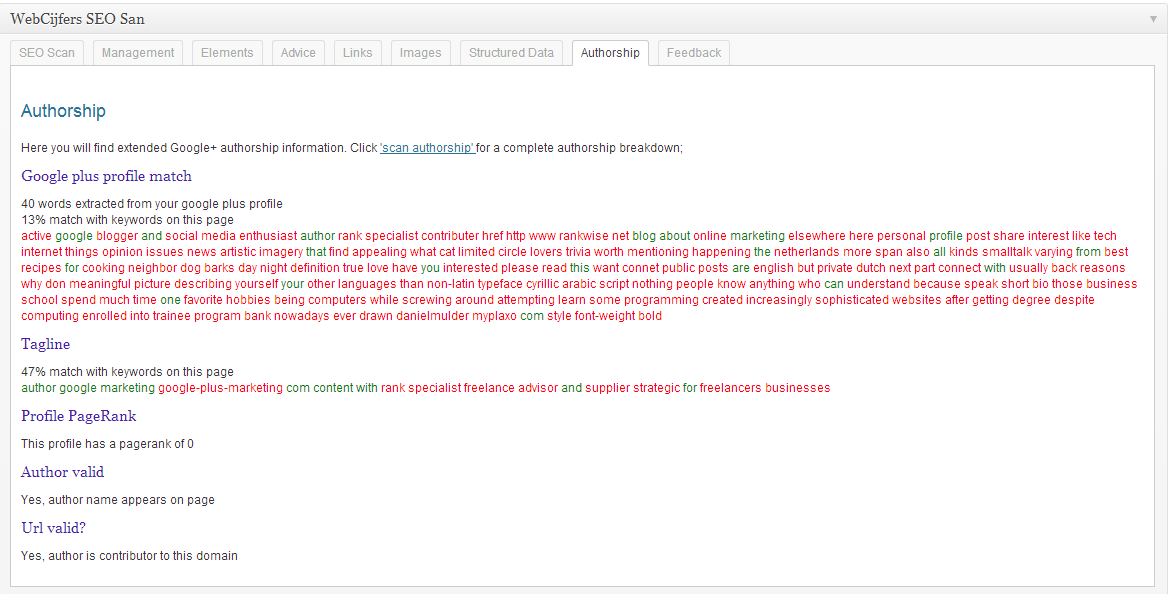 WebCijfers SEO San
SEO Scan Management Elements Advice Links Images Structured Data Authorship Feedback
Authorship
Here you will find extended Google+ authorship information. Click 'scan authorship' for a complete authorship breakdown;
Google plus profile match
40 words extracted from your google plus profile
13% match with keywords on this page
active google blogger and social media enthusiast author rank specialist contributer href http www rankwise net blog about online marketing elsewhere here personal profile post share interest like tech
internet things opinion issues news artistic imagery that find appealing what cat limited circle lovers trivia worth mentioning happening the netherlands more span also all kinds smalltalk varying from best
recipes for cooking neighbor dog barks day night definition true love have you interested please read this want connet public posts are english but private dutch next part connect with usually back reasons
why don meaningful picture describing yourself your other languages than non-latin typeface cyrillic arabic script nothing people know anything who can understand because speak short bio those business
school spend much time one favorite hobbies being computers while screwing around attempting learn some programming created increasingly sophisticated websites after getting degree despite
computing enrolled into trainee program bank nowadays ever drawn danielmulder myplaxo com style font-weight bold
Tagline
47% match with keywords on this page
author google marketing google-plus-marketing com content with rank specialist freelance advisor and supplier strategic for freelancers businesses
Profile PageRank
This profile has a pagerank of 0
Author valid
Yes, author name appears on page
Url valid?
Yes, author is contributor to this domain